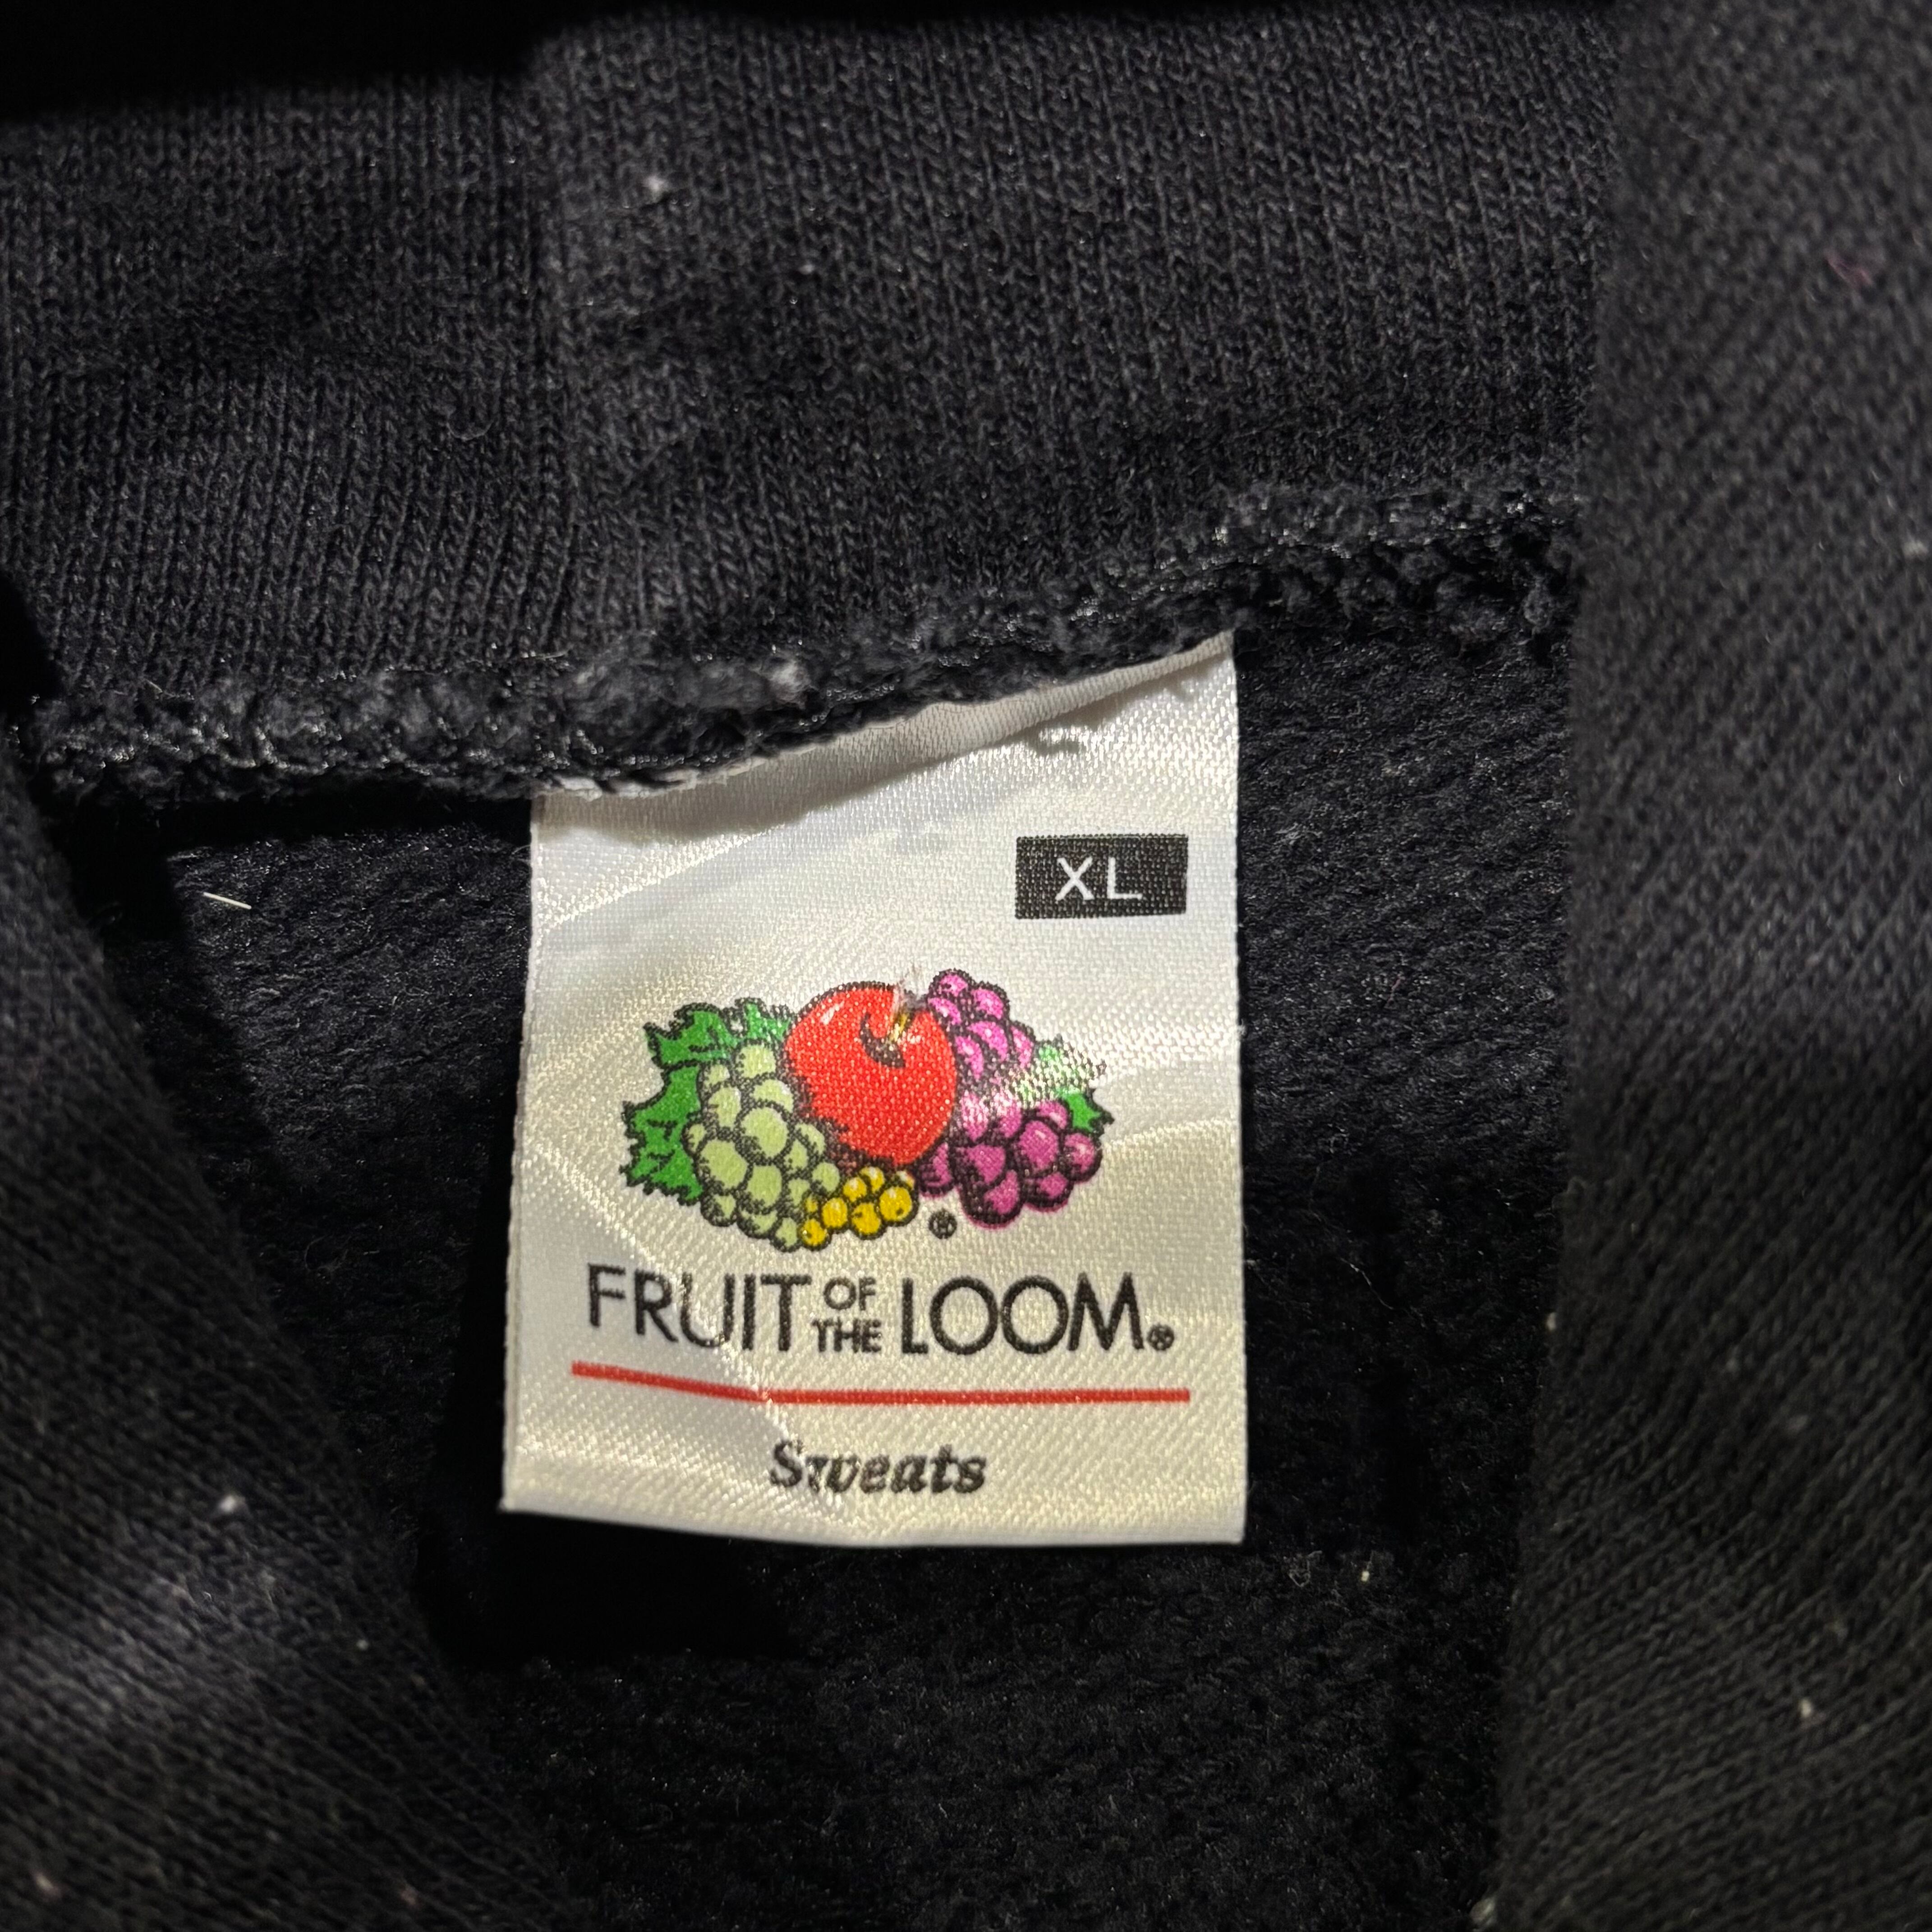 XL
®
FRUIT OF THE LOOM®
Sweats